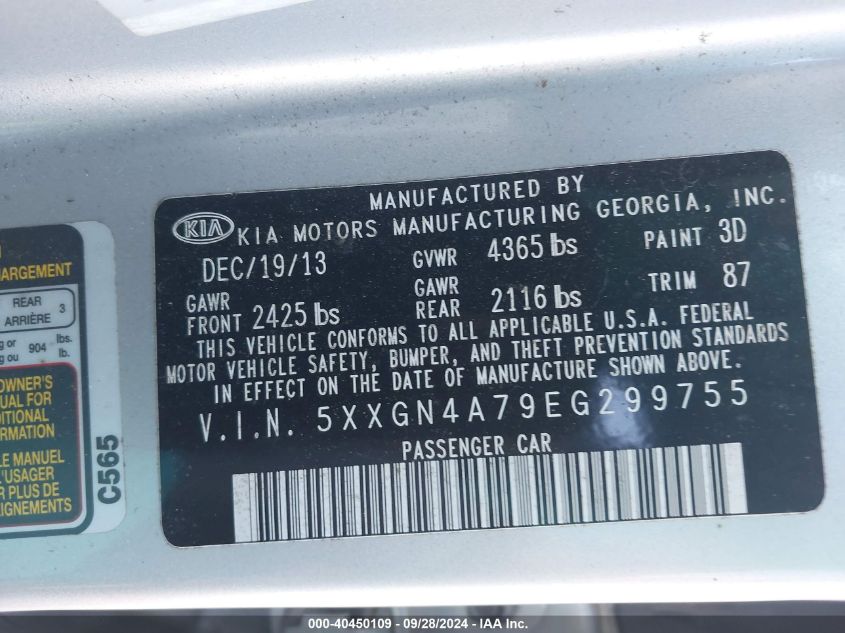 MANUFACTURED BY
KIA KIA MOTORS MANUFACTURING GEORGIA, INC.
DEC/19/13 GVWR 4365 lbs PAINT 3D
GAWR FRONT 2425 lbs GAWR REAR 2116 lbs TRIM 87
THIS VEHICLE CONFORMS TO ALL APPLICABLE U.S.A. FEDERAL
MOTOR VEHICLE SAFETY, BUMPER, AND THEFT PREVENTION STANDARDS
IN EFFECT ON THE DATE OF MANUFACTURE SHOWN ABOVE.
V.I.N. 5XXGN4A79EG299755
PASSENGER CAR
ARGEMENT
REAR
ARRIÈRE 3
904 lbs.
ou lb.
OWNER'S
UAL FOR
DITIONAL
RMATION
LE MANUEL
L'USAGER
R PLUS DE
EIGNEMENTS
C565
000-40450109 - 09/28/2024 - IAA Inc.